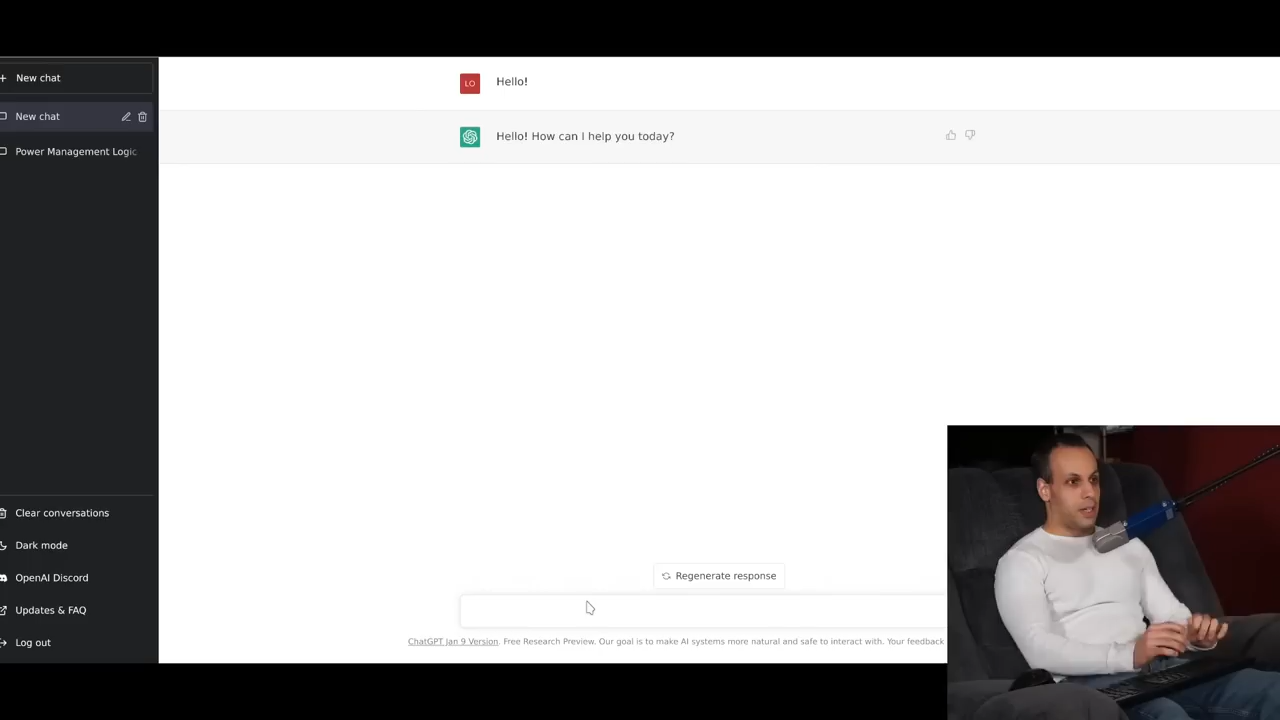 New chat
New chat
Power Management Logic
Clear conversations
Dark mode
OpenAI Discord
Updates & FAQ
Log out
LO
Hello!
Hello! How can I help you today?
Regenerate response
ChatGPT Jan 9 Version. Free Research Preview. Our goal is to make AI systems more natural and safe to interact with. Your feedback